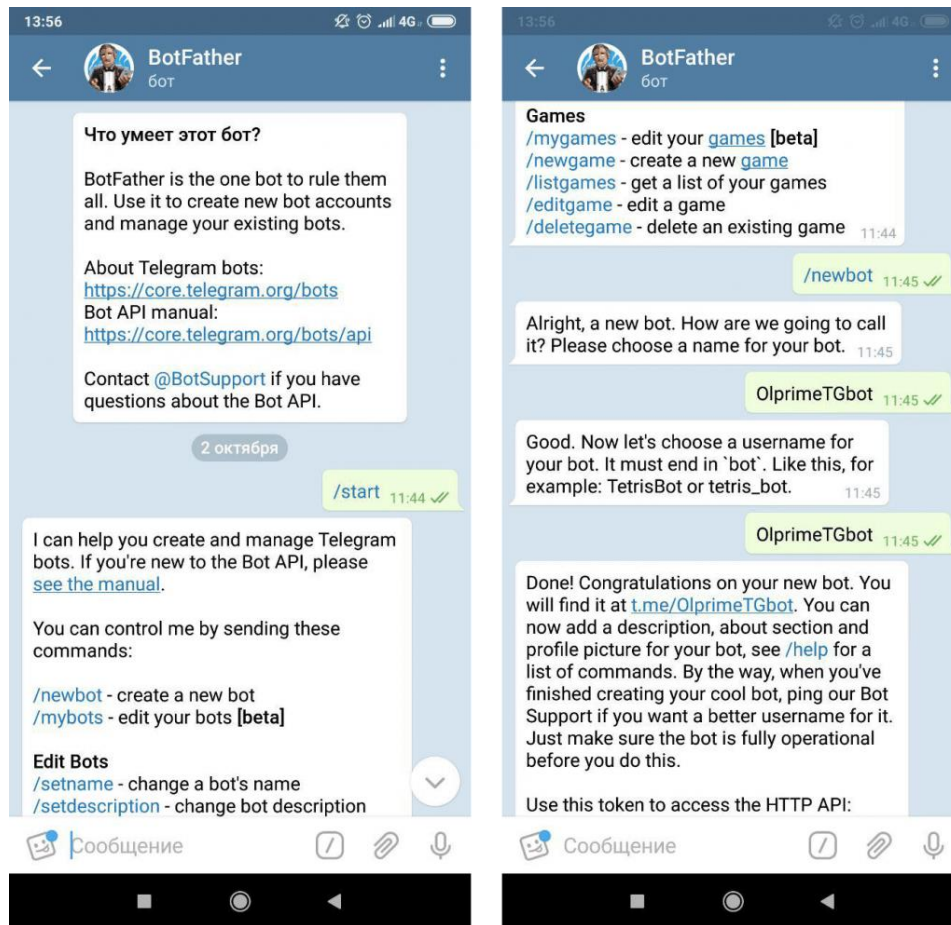 13:56
4G
BotFather
бот
Что умеет этот бот?
BotFather is the one bot to rule them
all. Use it to create new bot accounts
and manage your existing bots.
About Telegram bots:
https://core.telegram.org/bots
Bot API manual:
https://core.telegram.org/bots/api
Contact @BotSupport if you have
questions about the Bot API.
2 октября
/start 11:44
I can help you create and manage Telegram
bots. If you're new to the Bot API, please
see the manual.
You can control me by sending these
commands:
/newbot - create a new bot
/mybots - edit your bots [beta]
Edit Bots
/setname - change a bot's name
/setdescription - change bot description
Сообщение
13:56
4G
BotFather
бот
Games
/mygames - edit your games [beta]
/newgame - create a new game
/listgames - get a list of your games
/editgame - edit a game
/deletegame - delete an existing game 11:44
/newbot 11:45
Alright, a new bot. How are we going to call
it? Please choose a name for your bot. 11:45
OlprimeTGbot 11:45
Good. Now let's choose a username for
your bot. It must end in `bot`. Like this, for
example: TetrisBot or tetris_bot. 11:45
OlprimeTGbot 11:45
Done! Congratulations on your new bot. You
will find it at t.me/OlprimeTGbot. You can
now add a description, about section and
profile picture for your bot, see /help for a
list of commands. By the way, when you've
finished creating your cool bot, ping our Bot
Support if you want a better username for it.
Just make sure the bot is fully operational
before you do this.
Use this token to access the HTTP API:
Сообщение